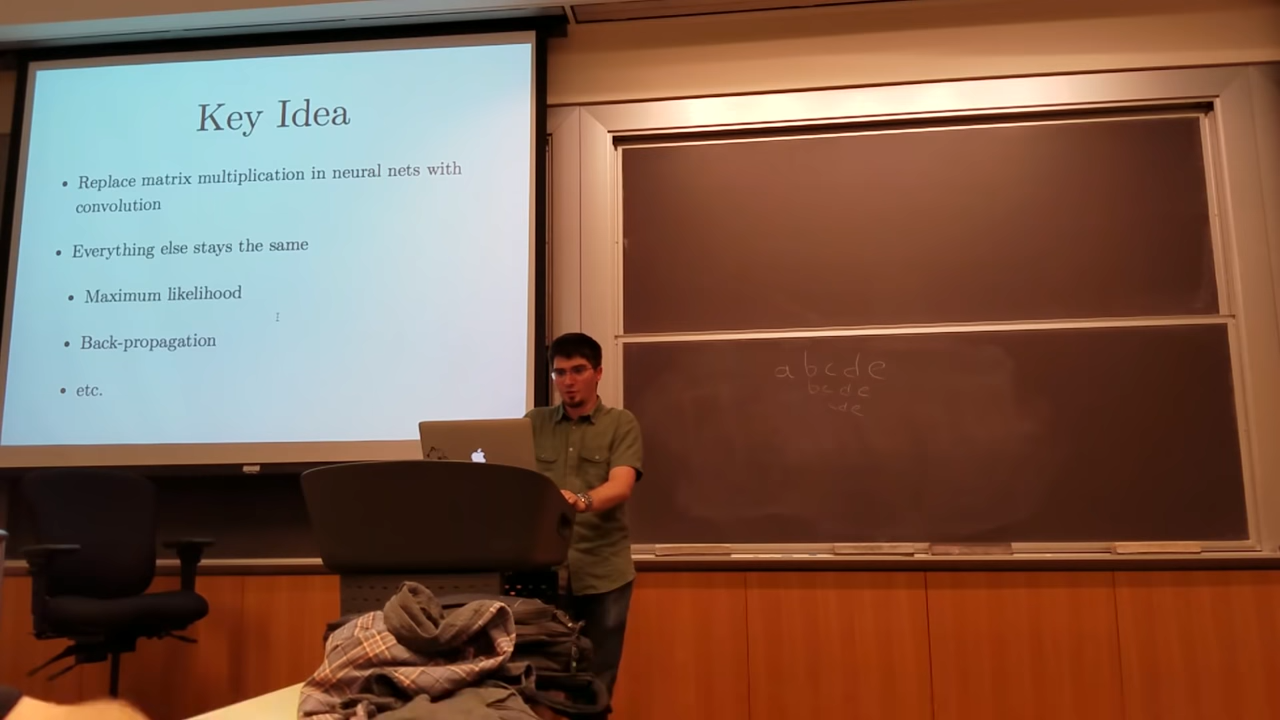 Key Idea
• Replace matrix multiplication in neural nets with
convolution
• Everything else stays the same
• Maximum likelihood
• Back-propagation
• etc.
a b c d e
b c d e
c d e